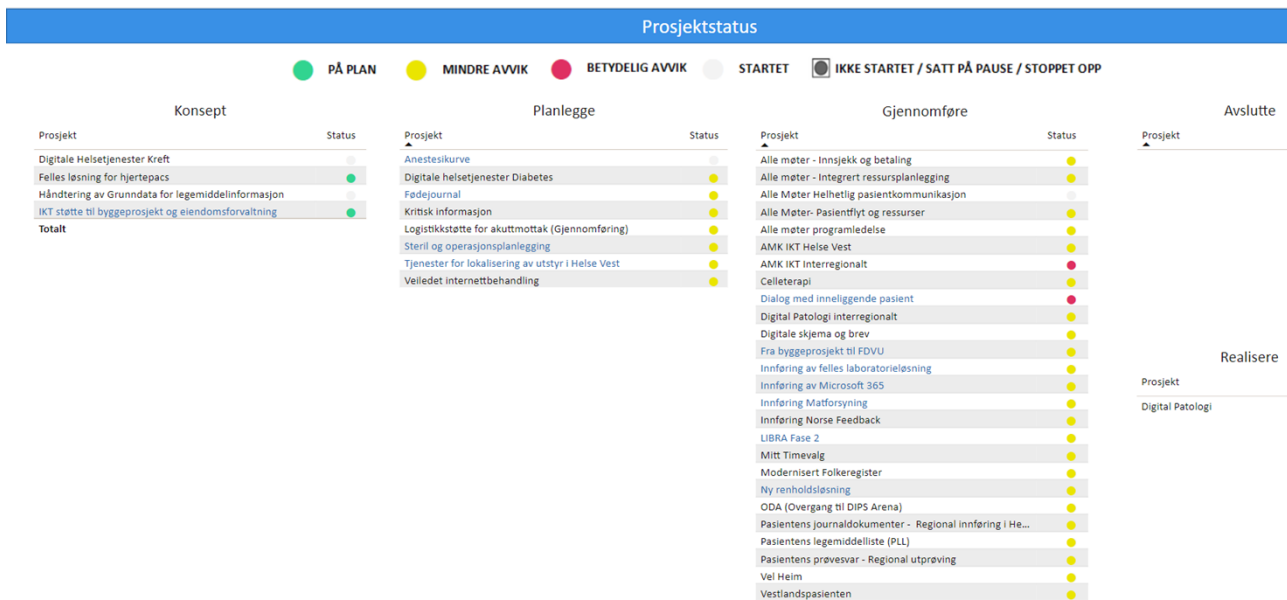 Prosjektstatus
PÅ PLAN
MINDRE AVVIK
BETYDELIG AVVIK
STARTET
IKKE STARTET / SATT PÅ PAUSE / STOPPET OPP
Konsept
Prosjekt Status
Digitale Helsetjenester Kreft
Felles løsning for hjertepacs
Håndtering av Grunndata for legemiddelinformasjon
IKT støtte til byggeprosjekt og eiendomsforvaltning
Totalt
Planlegge
Prosjekt Status
Anestesikurve
Digitale helsetjenester Diabetes
Fødejournal
Kritisk informasjon
Logistikkstøtte for akuttmottak (Gjennomføring)
Steril og operasjonsplanlegging
Tjenester for lokalisering av utstyr i Helse Vest
Veiledet internettbehandling
Gjennomføre
Prosjekt Status
Alle møter - Innsjekk og betaling
Alle møter - Integrert ressursplanlegging
Alle Møter Helhetlig pasientkommunikasjon
Alle Møter- Pasientflyt og ressurser
Alle møter programledelse
AMK IKT Helse Vest
AMK IKT Interregionalt
Celleterapi
Dialog med inneliggende pasient
Digital Patologi interregionalt
Digitale skjema og brev
Fra byggeprosjekt til FDVU
Innføring av felles laboratorieløsning
Innføring av Microsoft 365
Innføring Matforsyning
Innføring Norse Feedback
LIBRA Fase 2
Mitt Timevalg
Modernisert Folkeregister
Ny renholdsløsning
ODA (Overgang til DIPS Arena)
Pasientens journaldokumenter - Regional innføring i He...
Pasientens legemiddelliste (PLL)
Pasientens prøvesvar - Regional utprøving
Vel Heim
Vestlandspasienten
Avslutte
Prosjekt
Realisere
Prosjekt
Digital Patologi